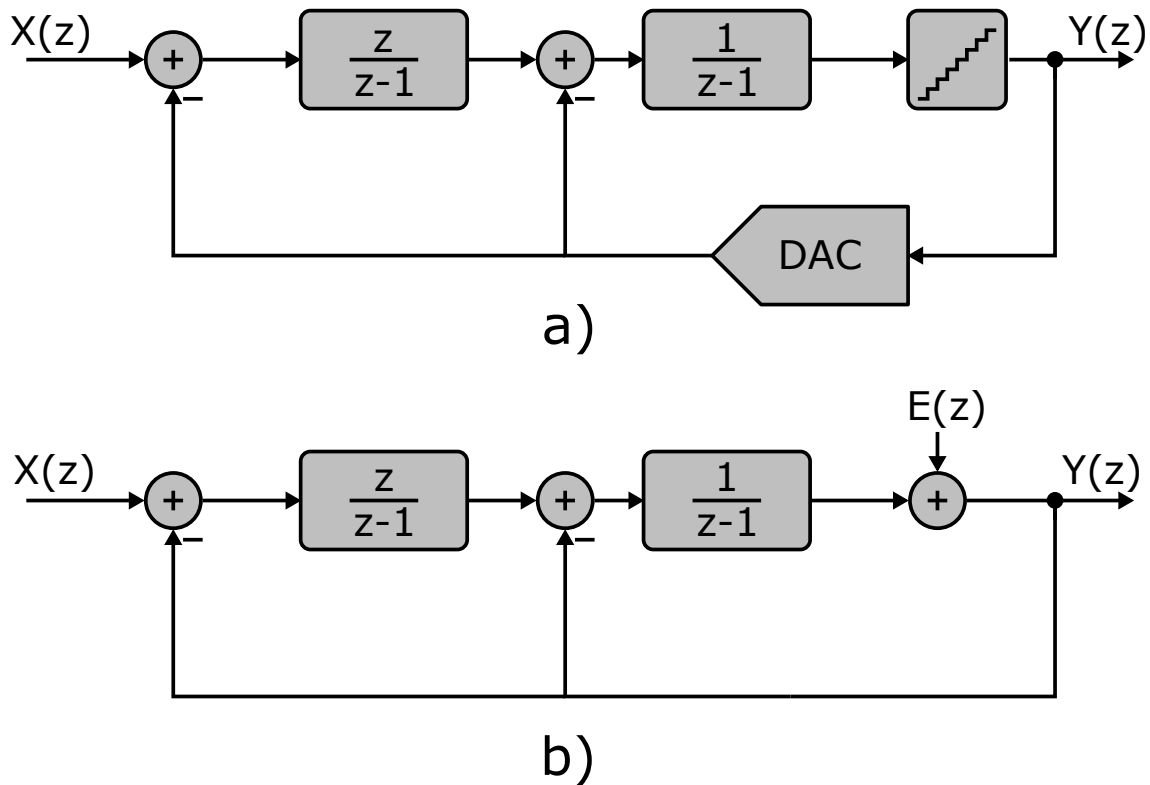 X(z) + z/z-1 + 1/z-1 Y(z)
− −
DAC
a)
E(z)
X(z) + z/z-1 + 1/z-1 + Y(z)
− −
b)